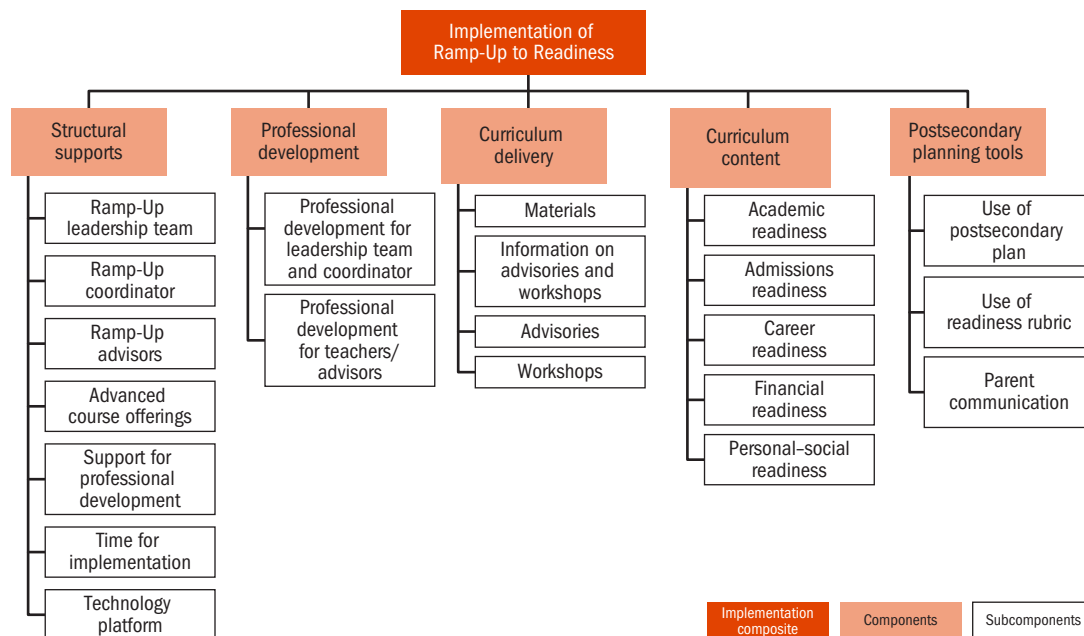 Implementation of
Ramp-Up to Readiness
Structural
supports
Ramp-Up
leadership team
Ramp-Up
coordinator
Ramp-Up
advisors
Advanced
course offerings
Support for
professional
development
Time for
implementation
Technology
platform
Professional
development
Professional
development for
leadership team
and coordinator
Professional
development
for teachers/
advisors
Curriculum
delivery
Materials
Information on
advisories and
workshops
Advisories
Workshops
Curriculum
content
Academic
readiness
Admissions
readiness
Career
readiness
Financial
readiness
Personal–social
readiness
Postsecondary
planning tools
Use of
postsecondary
plan
Use of
readiness rubric
Parent
communication
Implementation
composite
Components
Subcomponents